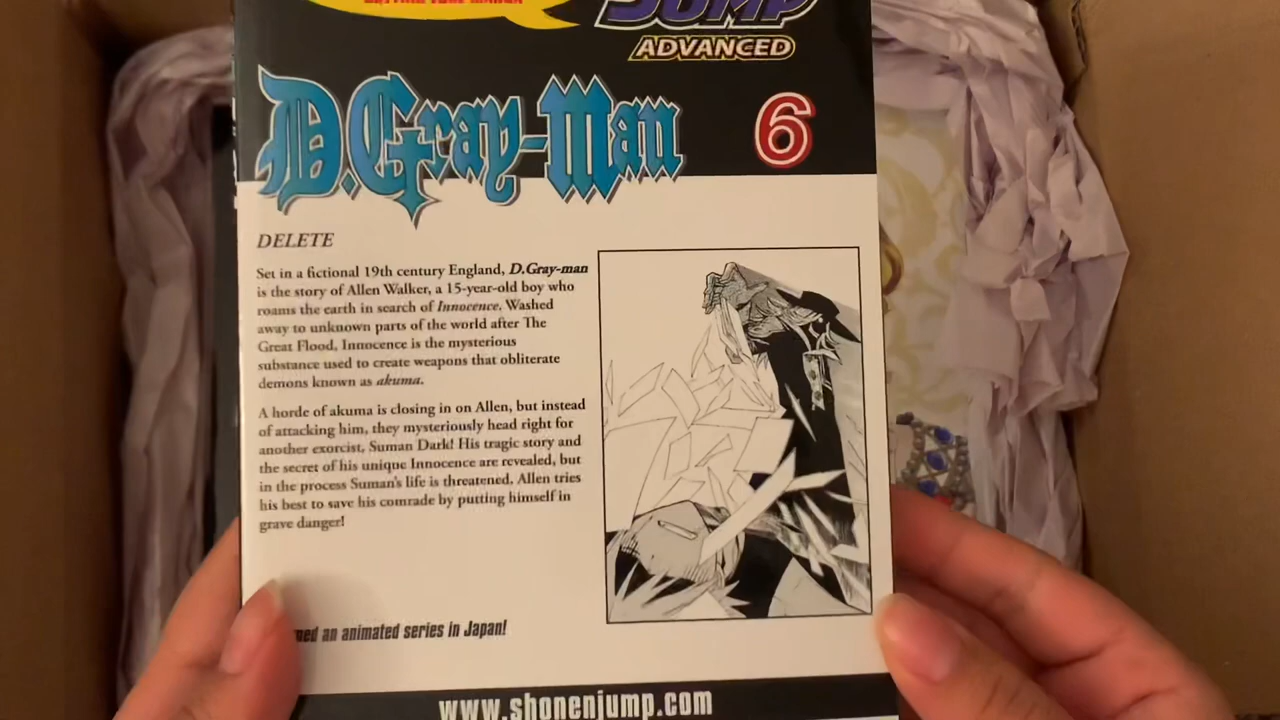 JUMP
ADVANCED
D.Gray-Man
6
DELETE
Set in a fictional 19th century England, D.Gray-man
is the story of Allen Walker, a 15-year-old boy who
roams the earth in search of Innocence. Washed
away to unknown parts of the world after The
Great Flood, Innocence is the mysterious
substance used to create weapons that obliterate
demons known as akuma.
A horde of akuma is closing in on Allen, but instead
of attacking him, they mysteriously head right for
another exorcist, Suman Dark! His tragic story and
the secret of his unique Innocence are revealed, but
in the process Suman's life is threatened. Allen tries
his best to save his comrade by putting himself in
grave danger!
an animated series in Japan!
www.shonenjump.com